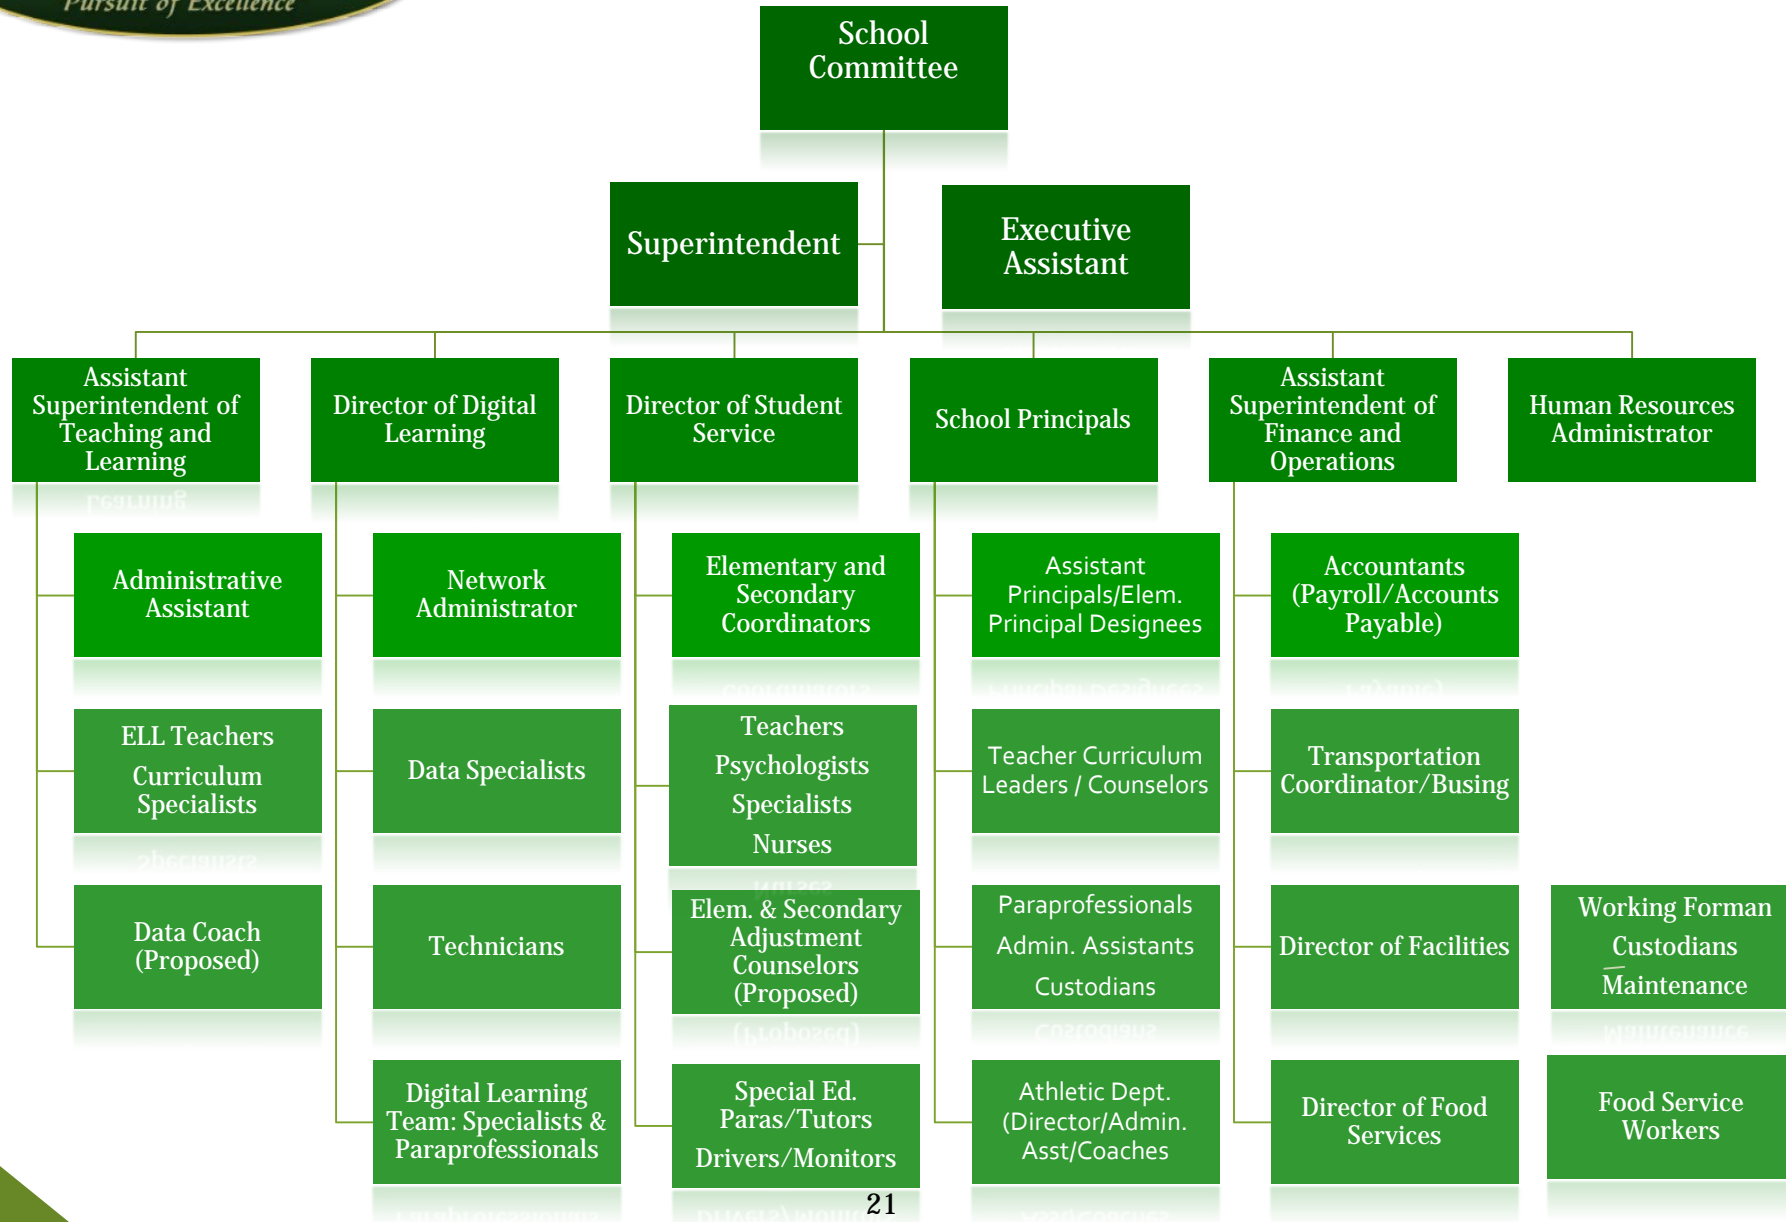 Pursuit of Excellence
School
Committee
Superintendent
Executive
Assistant
Assistant
Superintendent of
Teaching and
Learning
Director of Digital
Learning
Director of Student
Service
School Principals
Assistant
Superintendent of
Finance and
Operations
Human Resources
Administrator
Administrative
Assistant
Network
Administrator
Elementary and
Secondary
Coordinators
Assistant
Principals/Elem.
Principal Designees
Accountants
(Payroll/Accounts
Payable)
ELL Teachers
Curriculum
Specialists
Data Specialists
Teachers
Psychologists
Specialists
Nurses
Teacher Curriculum
Leaders / Counselors
Transportation
Coordinator/Busing
Data Coach
(Proposed)
Technicians
Elem. & Secondary
Adjustment
Counselors
(Proposed)
Paraprofessionals
Admin. Assistants
Custodians
Director of Facilities
Working Forman
Custodians
Maintenance
Digital Learning
Team: Specialists &
Paraprofessionals
Special Ed.
Paras/Tutors
Drivers/Monitors
Athletic Dept.
(Director/Admin.
Asst/Coaches
Director of Food
Services
Food Service
Workers
21